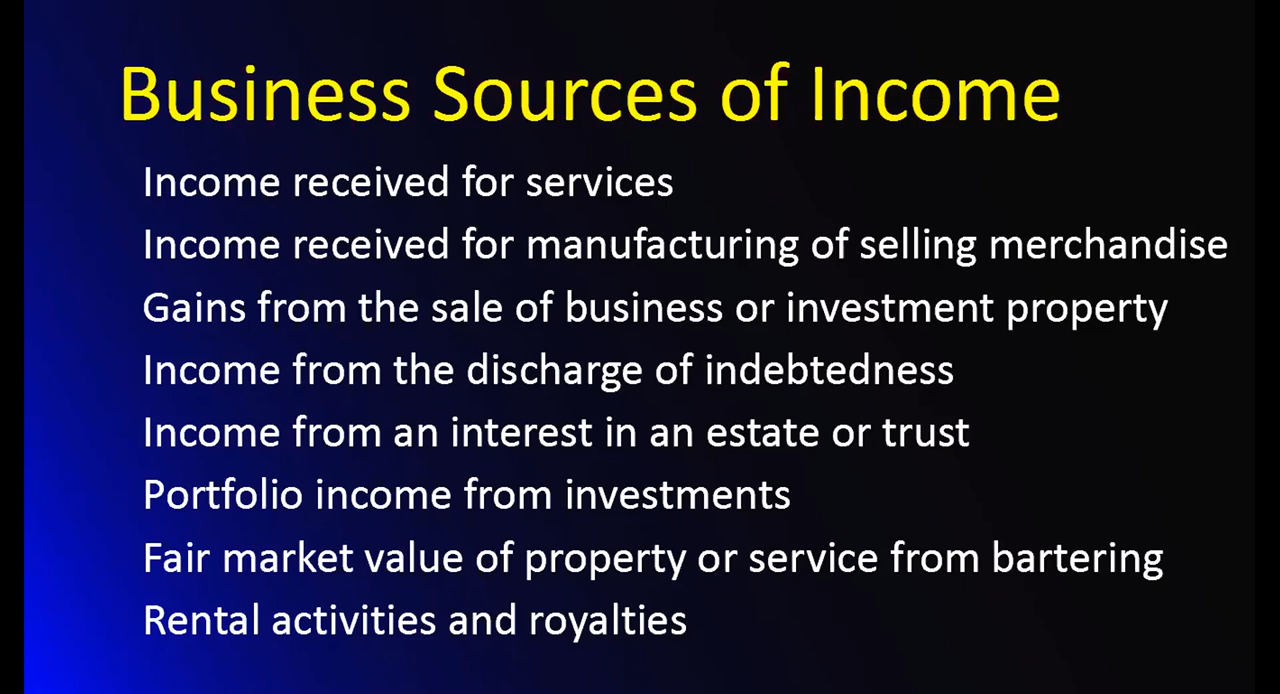 Business Sources of Income
Income received for services
Income received for manufacturing of selling merchandise
Gains from the sale of business or investment property
Income from the discharge of indebtedness
Income from an interest in an estate or trust
Portfolio income from investments
Fair market value of property or service from bartering
Rental activities and royalties